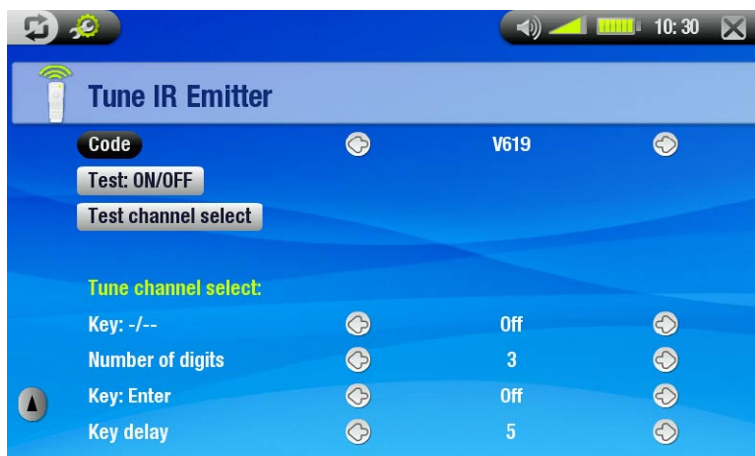 10:30
Tune IR Emitter
Code V619
Test: ON/OFF
Test channel select
Tune channel select:
Key: -/-- Off
Number of digits 3
Key: Enter Off
Key delay 5